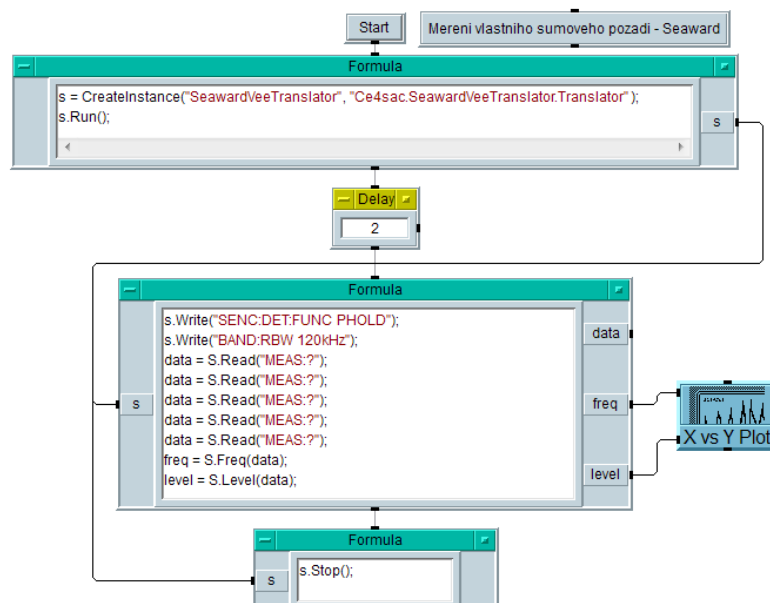 Start
Mereni vlastniho sumoveho pozadi - Seaward
Formula
s = CreateInstance("SeawardVeeTranslator", "Ce4sac.SeawardVeeTranslator.Translator" );
s.Run();
s
Delay
2
Formula
s.Write("SENC:DET:FUNC PHOLD");
s.Write("BAND:RBW 120kHz");
data = S.Read("MEAS:?");
data = S.Read("MEAS:?");
data = S.Read("MEAS:?");
data = S.Read("MEAS:?");
data = S.Read("MEAS:?");
freq = S.Freq(data);
level = S.Level(data);
s
data
freq
level
X vs Y Plot
Formula
s
s.Stop();